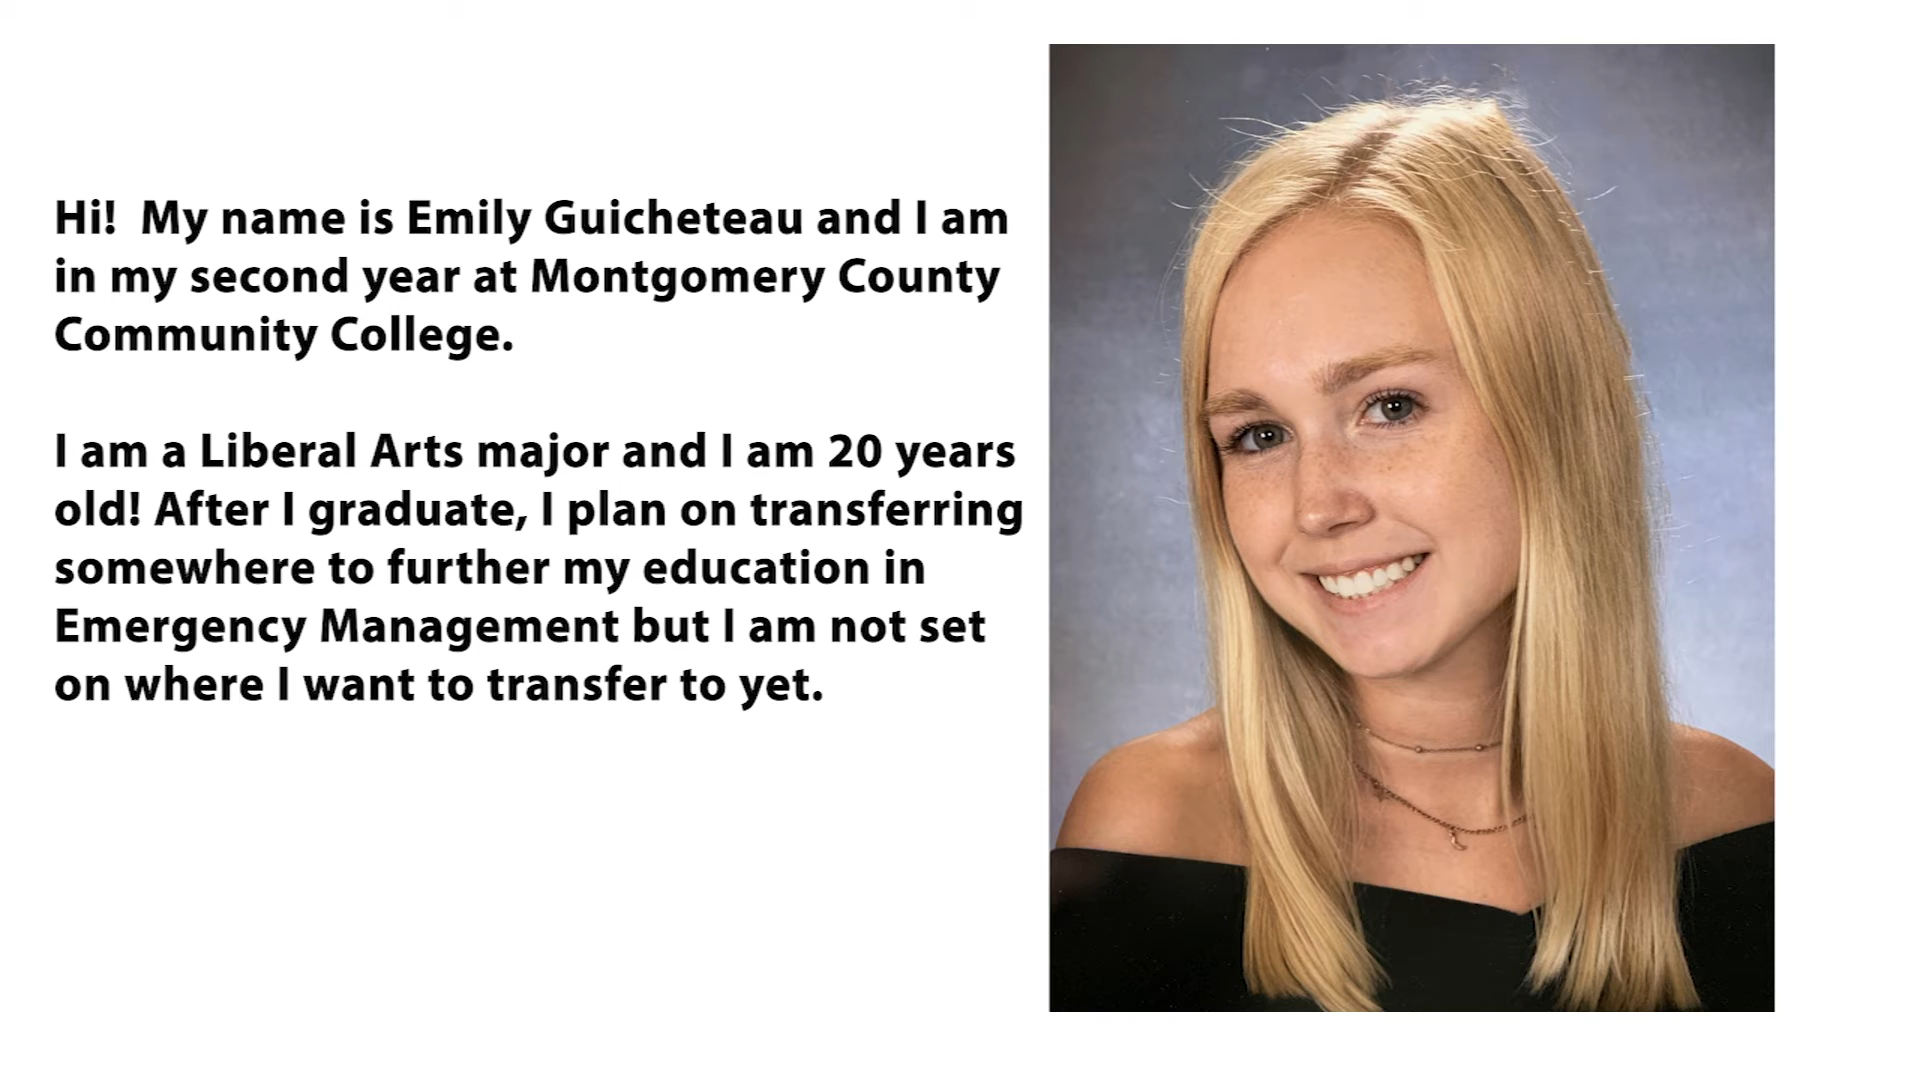 Hi!  My name is Emily Guicheteau and I am
in my second year at Montgomery County
Community College.
I am a Liberal Arts major and I am 20 years
old! After I graduate, I plan on transferring
somewhere to further my education in
Emergency Management but I am not set
on where I want to transfer to yet.